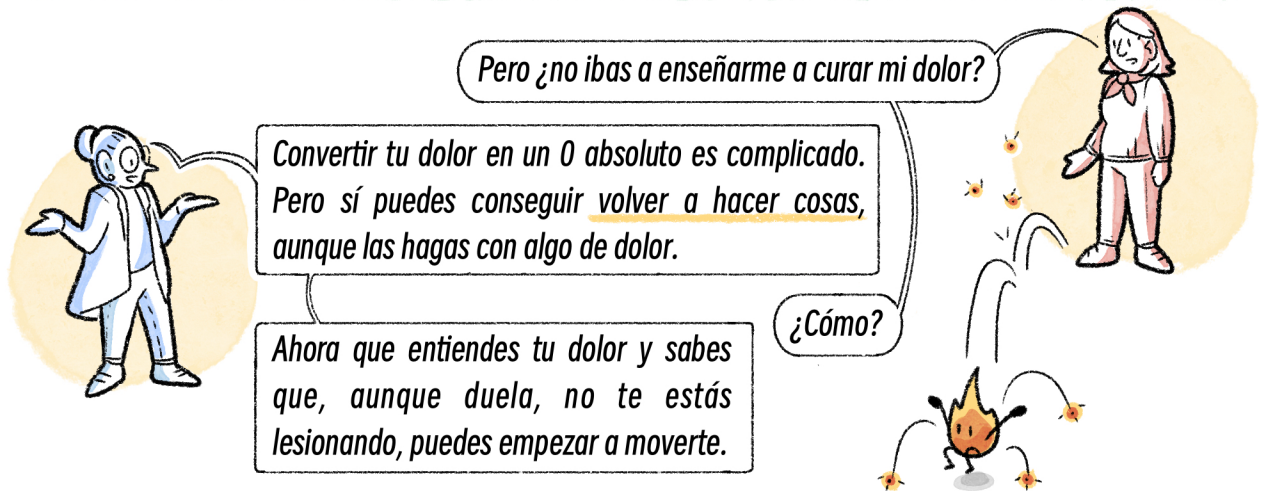 Pero ¿no ibas a enseñarme a curar mi dolor?
Convertir tu dolor en un 0 absoluto es complicado.
Pero sí puedes conseguir volver a hacer cosas,
aunque las hagas con algo de dolor.
¿Cómo?
Ahora que entiendes tu dolor y sabes
que, aunque duela, no te estás
lesionando, puedes empezar a moverte.